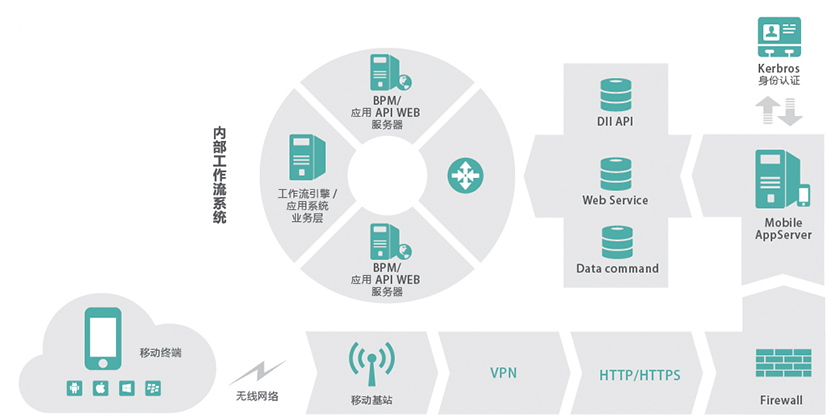 Kerbros
身份认证
BPM/
应用 API WEB
服务器
DII API
内部工作流系统
工作流引擎 /
应用系统
业务层
Web Service
Mobile
AppServer
BPM/
应用 API WEB
服务器
Data command
移动终端
无线网络
移动基站
VPN
HTTP/HTTPS
Firewall